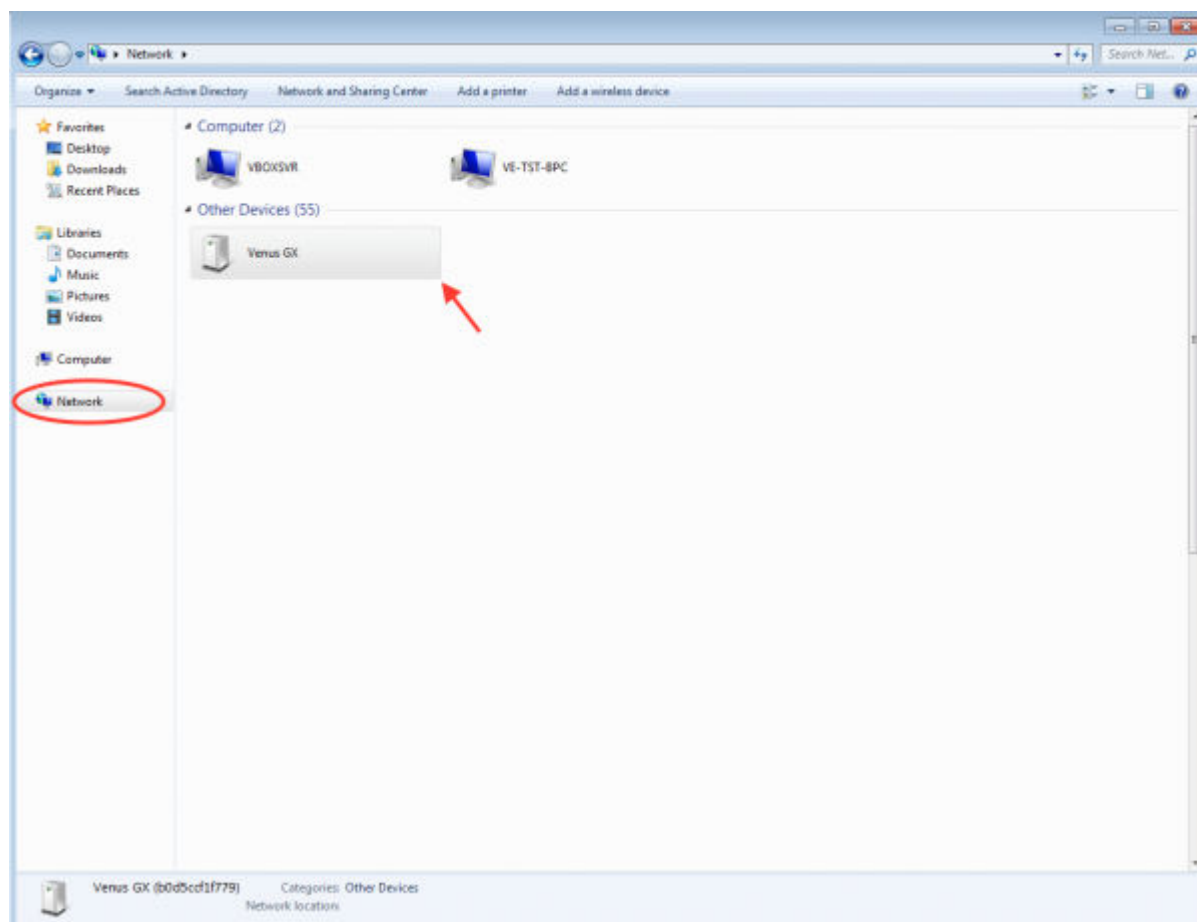 Network
Search Net...
Organize
Search Active Directory
Network and Sharing Center
Add a printer
Add a wireless device
Favorites
Desktop
Downloads
Recent Places
Libraries
Documents
Music
Pictures
Videos
Computer
Network
Computer (2)
VBOXSVR
VE-TST-8PC
Other Devices (55)
Venus GX
Venus GX (b0d5ccf1f779)
Categories: Other Devices
Network location: